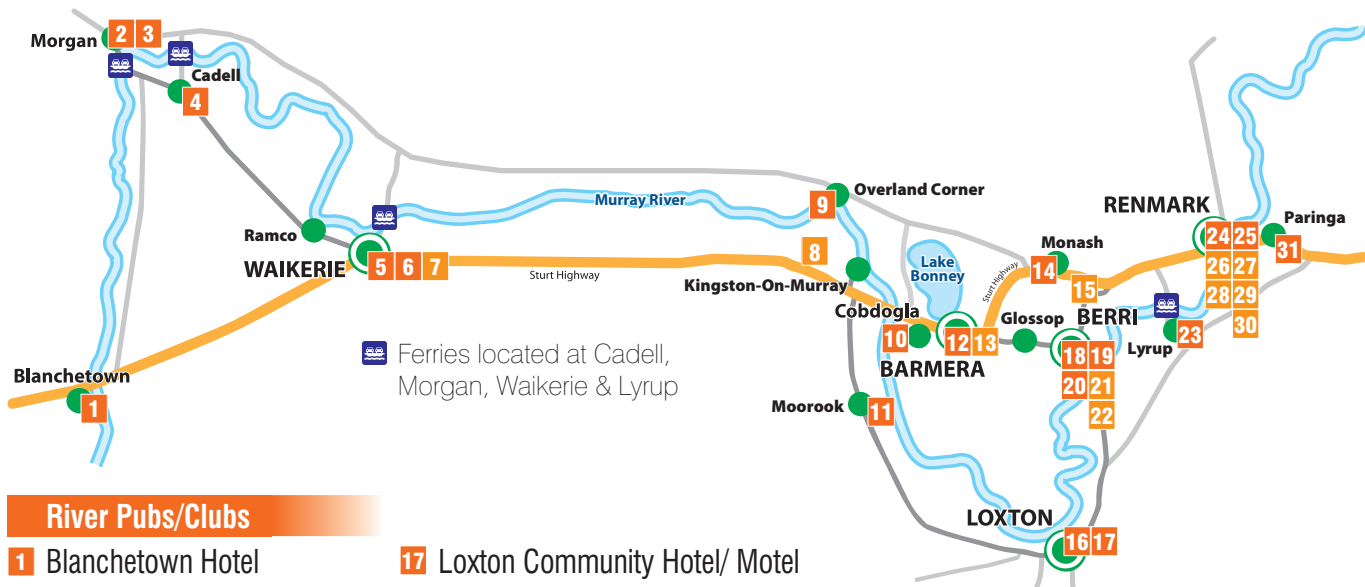 Morgan
2 3
Cadell
4
Ramco
WAIKERIE
5 6 7
Sturt Highway
Murray River
Overland Corner
9
8
Kingston-On-Murray
Lake
Bonney
Cobdogla
10
BARMERA
12 13
Sturt Highway
Monash
14
15
Glossop
BERRI
18 19
20 21
22
RENMARK
24 25
26 27
28 29
30
Paringa
31
Lyrup
23
Ferries located at Cadell,
Morgan, Waikerie & Lyrup
Blanchetown
1
Moorook
11
LOXTON
16 17
River Pubs/Clubs
1 Blanchetown Hotel
17 Loxton Community Hotel/ Motel